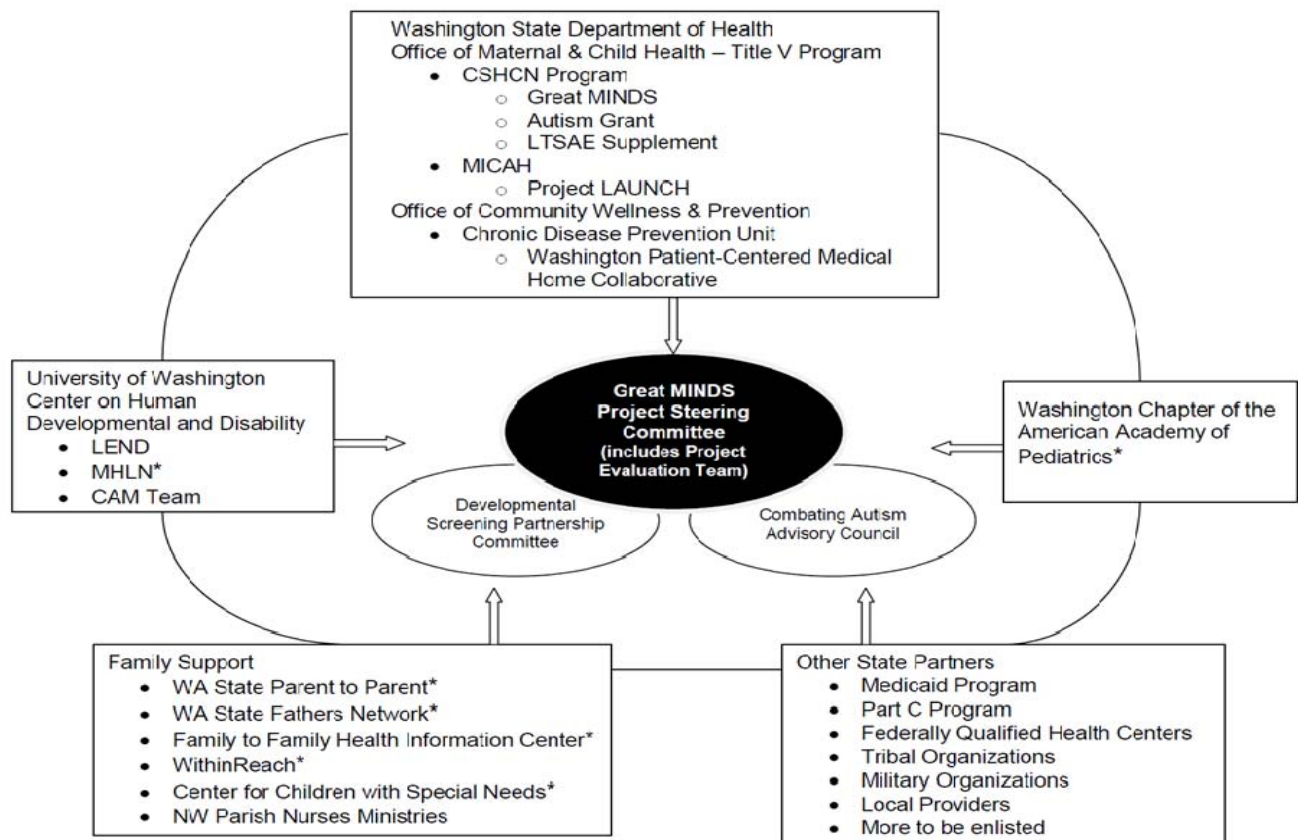 Washington State Department of Health
Office of Maternal & Child Health – Title V Program
• CSHCN Program
○ Great MINDS
○ Autism Grant
○ LTSAE Supplement
• MICAH
○ Project LAUNCH
Office of Community Wellness & Prevention
• Chronic Disease Prevention Unit
○ Washington Patient-Centered Medical
Home Collaborative
University of Washington
Center on Human
Developmental and Disability
• LEND
• MHLN*
• CAM Team
Great MINDS
Project Steering
Committee
(includes Project
Evaluation Team)
Washington Chapter of the
American Academy of
Pediatrics*
Developmental
Screening Partnership
Committee
Combating Autism
Advisory Council
Family Support
• WA State Parent to Parent*
• WA State Fathers Network*
• Family to Family Health Information Center*
• WithinReach*
• Center for Children with Special Needs*
• NW Parish Nurses Ministries
Other State Partners
• Medicaid Program
• Part C Program
• Federally Qualified Health Centers
• Tribal Organizations
• Military Organizations
• Local Providers
• More to be enlisted